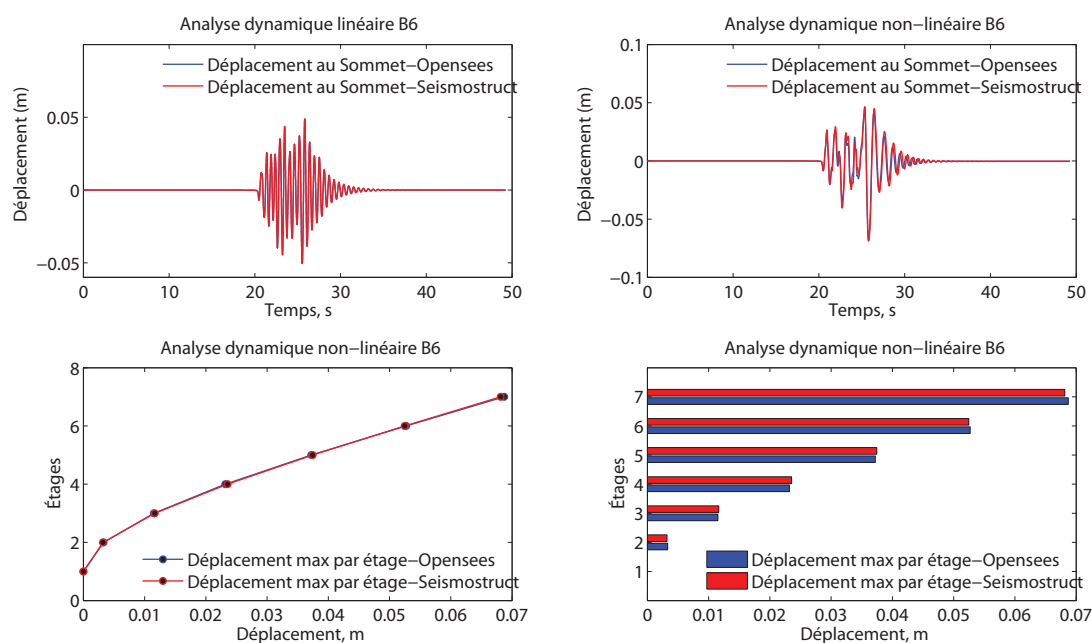 Analyse dynamique linéaire B6
Déplacement au Sommet−Opensees
Déplacement au Sommet−Seismostruct
Déplacement (m)
0.05
0
−0.05
0 10 20 30 40 50
Temps, s
Analyse dynamique non−linéaire B6
Déplacement au Sommet−Opensees
Déplacement au Sommet−Seismostruct
Déplacement (m)
0.1
0.05
0
−0.05
−0.1
0 10 20 30 40 50
Temps, s
Analyse dynamique non−linéaire B6
Étages
8
6
4
2
0
Déplacement max par étage−Opensees
Déplacement max par étage−Seismostruct
0 0.01 0.02 0.03 0.04 0.05 0.06 0.07
Déplacement, m
Analyse dynamique non−linéaire B6
Étages
7
6
5
4
3
2
1
Déplacement max par étage−Opensees
Déplacement max par étage−Seismostruct
0 0.01 0.02 0.03 0.04 0.05 0.06 0.07
Déplacement, m